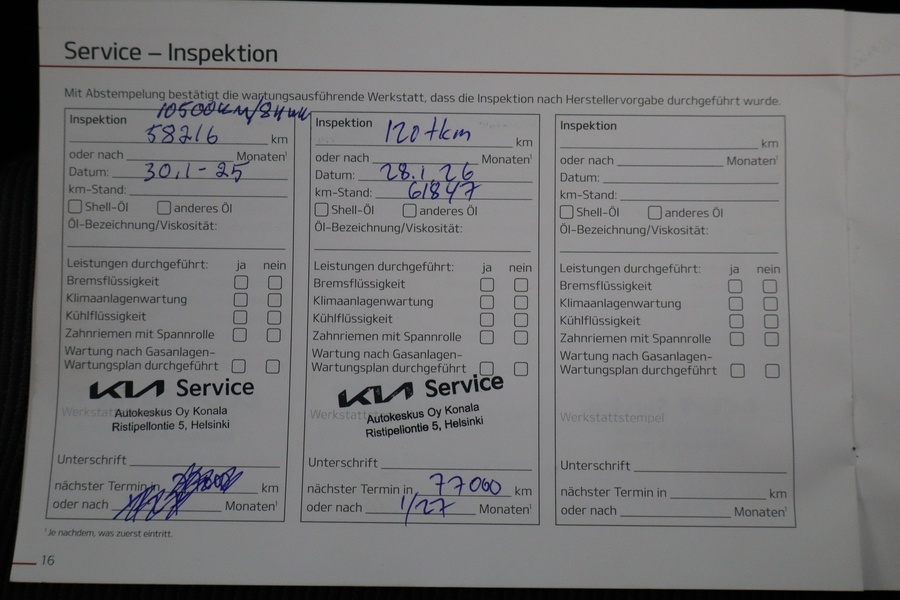 Service – Inspektion
Mit Abstempelung bestätigt die wartungsausführende Werkstatt, dass die Inspektion nach Herstellervorgabe durchgeführt wurde.
Inspektion
58216 km
oder nach Monaten¹
Datum: 30.1-25
km-Stand:
Shell-Öl anderes Öl
Öl-Bezeichnung/Viskosität:
Leistungen durchgeführt: ja nein
Bremsflüssigkeit
Klimaanlagenwartung
Kühlflüssigkeit
Zahnriemen mit Spannrolle
Wartung nach Gasanlagen-
Wartungsplan durchgeführt
KIA Service
Autokeskus Oy Konala
Ristipellontie 5, Helsinki
Unterschrift
nächster Termin in km
oder nach Monaten¹
Inspektion 120 tkm
km
oder nach Monaten¹
Datum: 28.1.26
km-Stand: 61847
Shell-Öl anderes Öl
Öl-Bezeichnung/Viskosität:
Leistungen durchgeführt: ja nein
Bremsflüssigkeit
Klimaanlagenwartung
Kühlflüssigkeit
Zahnriemen mit Spannrolle
Wartung nach Gasanlagen-
Wartungsplan durchgeführt
KIA Service
Werkstattstempel
Autokeskus Oy Konala
Ristipellontie 5, Helsinki
Unterschrift
nächster Termin in 77000 km
oder nach 1/27 Monaten¹
Inspektion
km
oder nach Monaten¹
Datum:
km-Stand:
Shell-Öl anderes Öl
Öl-Bezeichnung/Viskosität:
Leistungen durchgeführt: ja nein
Bremsflüssigkeit
Klimaanlagenwartung
Kühlflüssigkeit
Zahnriemen mit Spannrolle
Wartung nach Gasanlagen-
Wartungsplan durchgeführt
Werkstattstempel
Unterschrift
nächster Termin in km
oder nach Monaten¹
¹Je nachdem, was zuerst eintritt.
16